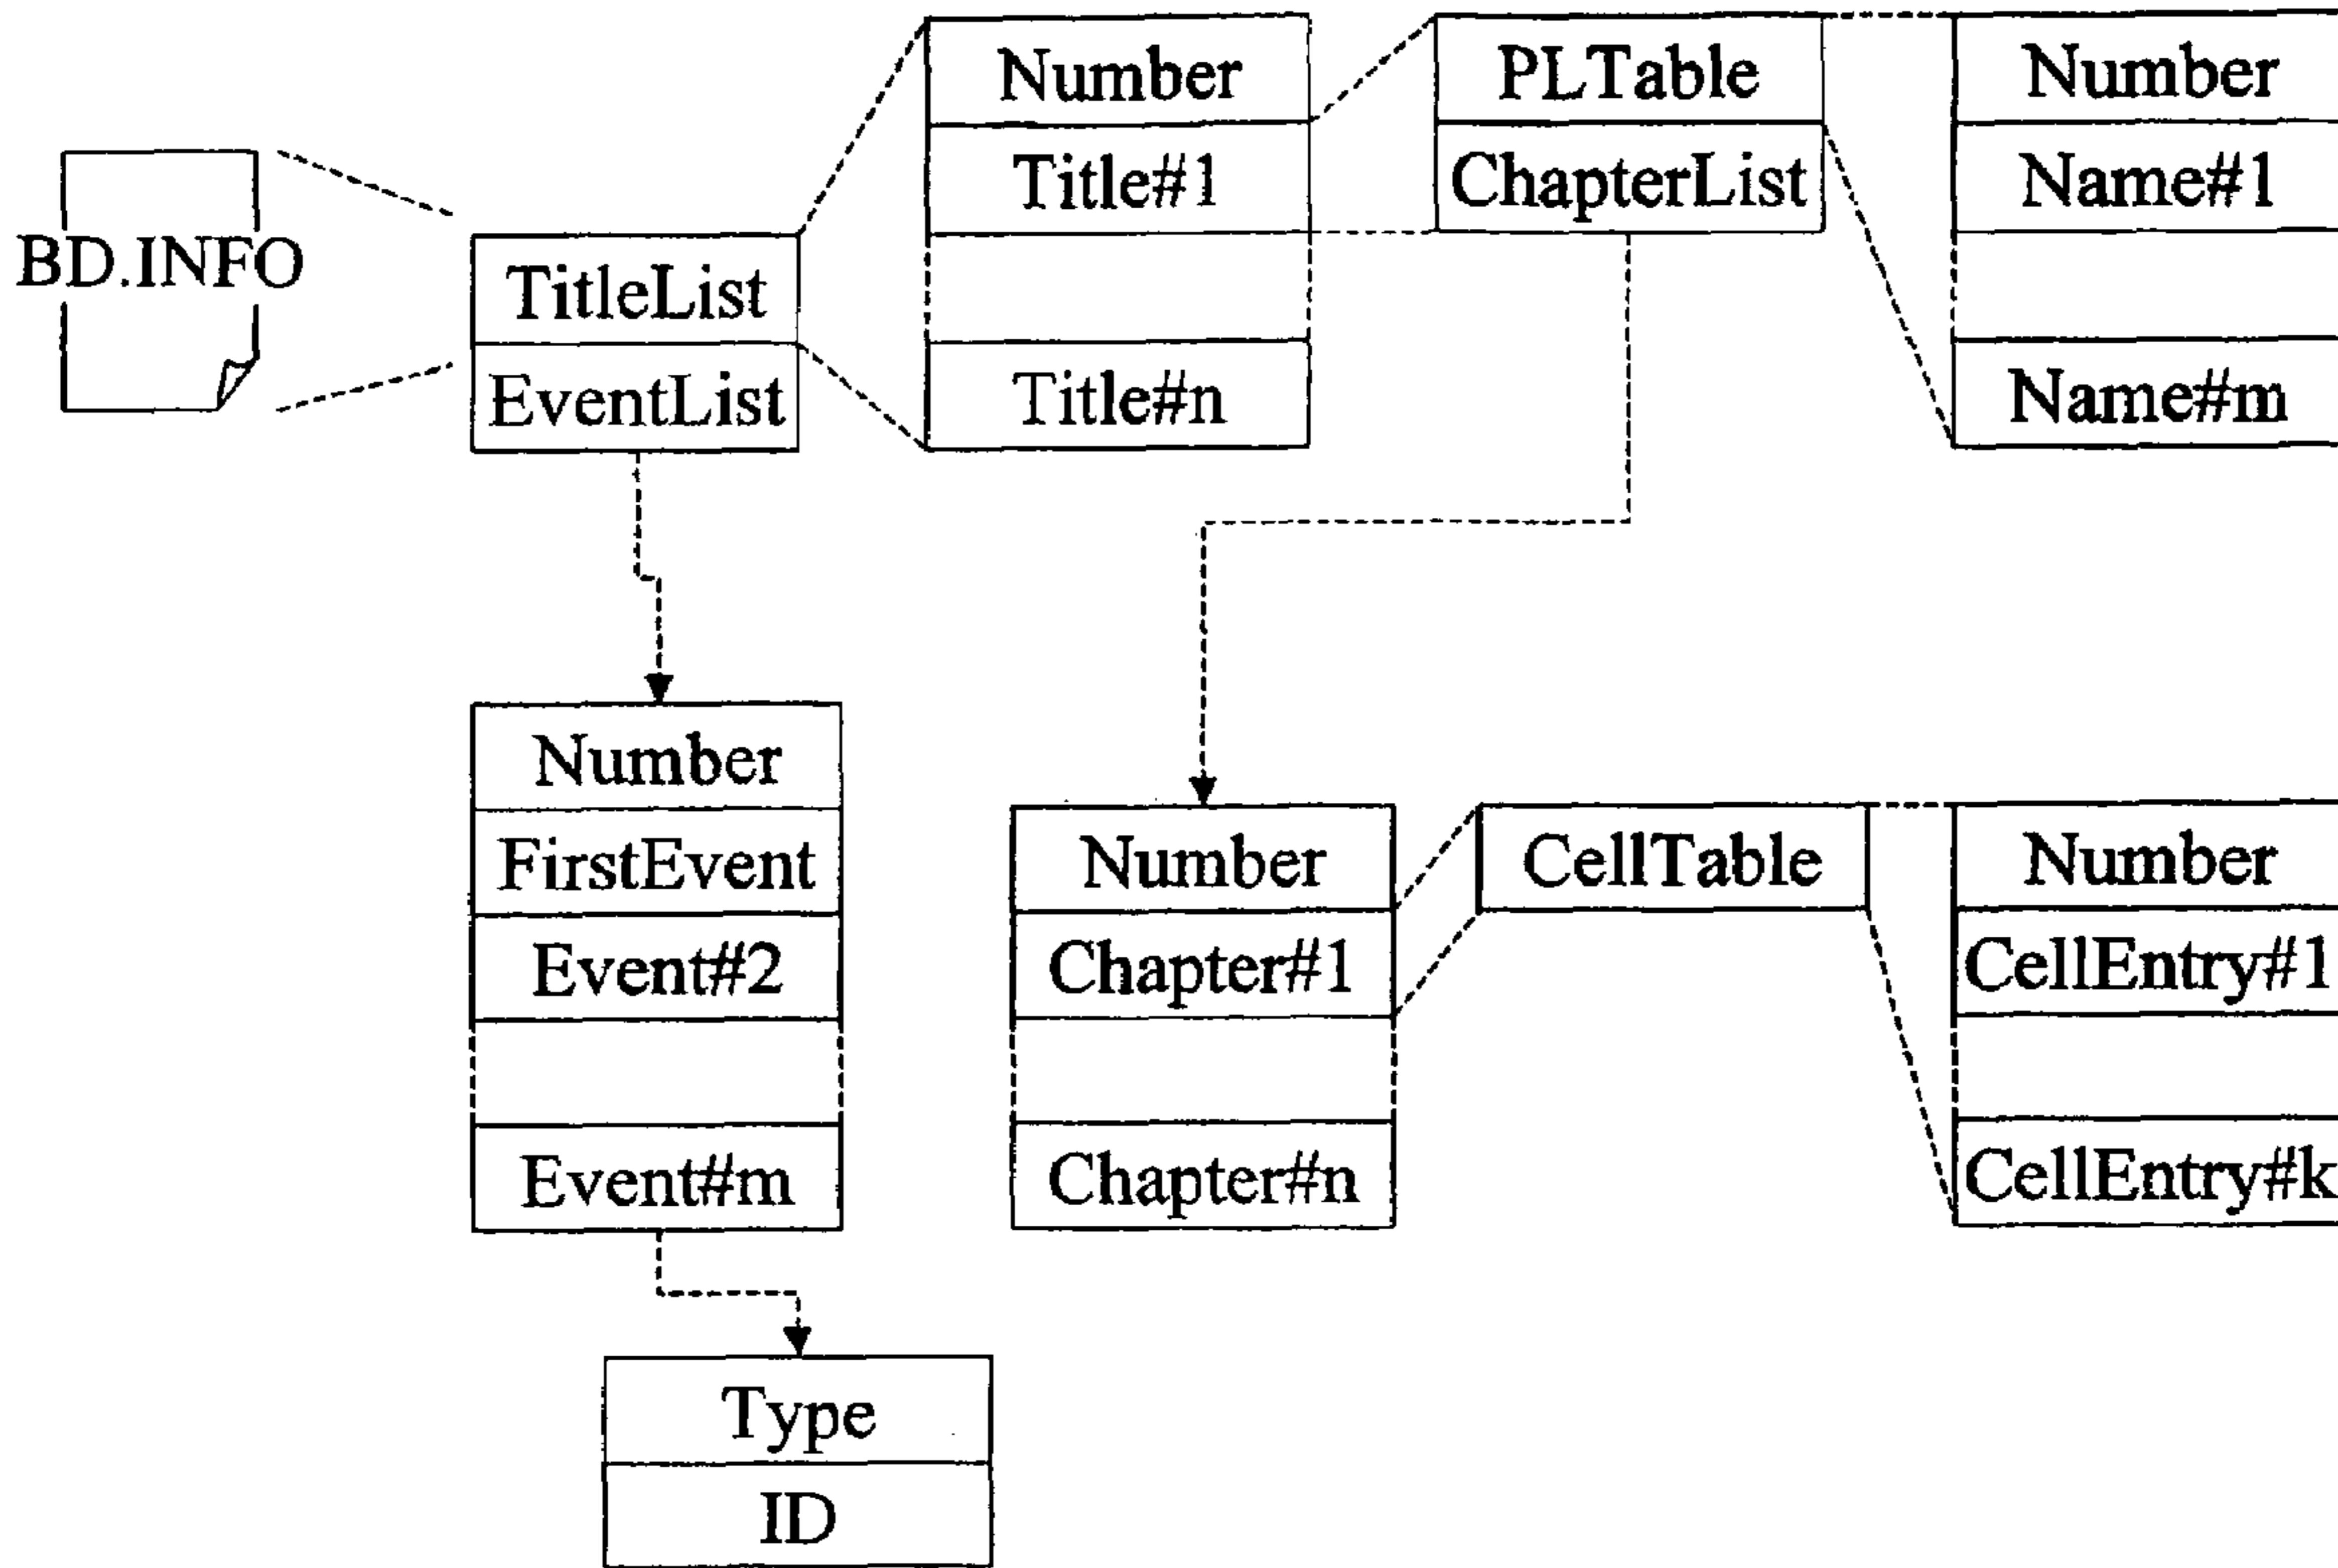 BD.INFO
TitleList
EventList
Number
Title#1
Title#n
PLTable
ChapterList
Number
Name#1
Name#m
Number
FirstEvent
Event#2
Event#m
Type
ID
Number
Chapter#1
Chapter#n
CellTable
Number
CellEntry#1
CellEntry#k